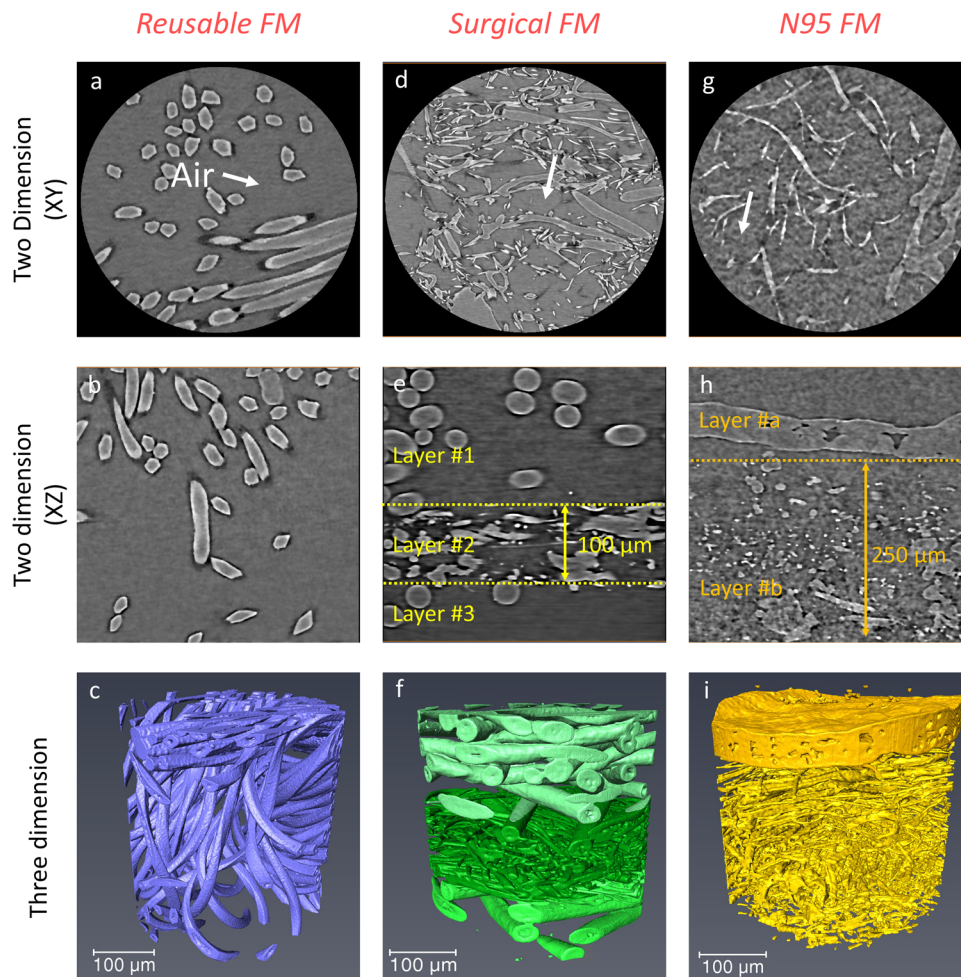 Reusable FM
Surgical FM
N95 FM
Two Dimension
(XY)
a
Air
d
g
Two dimension
(XZ)
b
e
Layer #1
Layer #2
100 µm
Layer #3
h
Layer #a
250 µm
Layer #b
Three dimension
c
100 µm
f
100 µm
i
100 µm